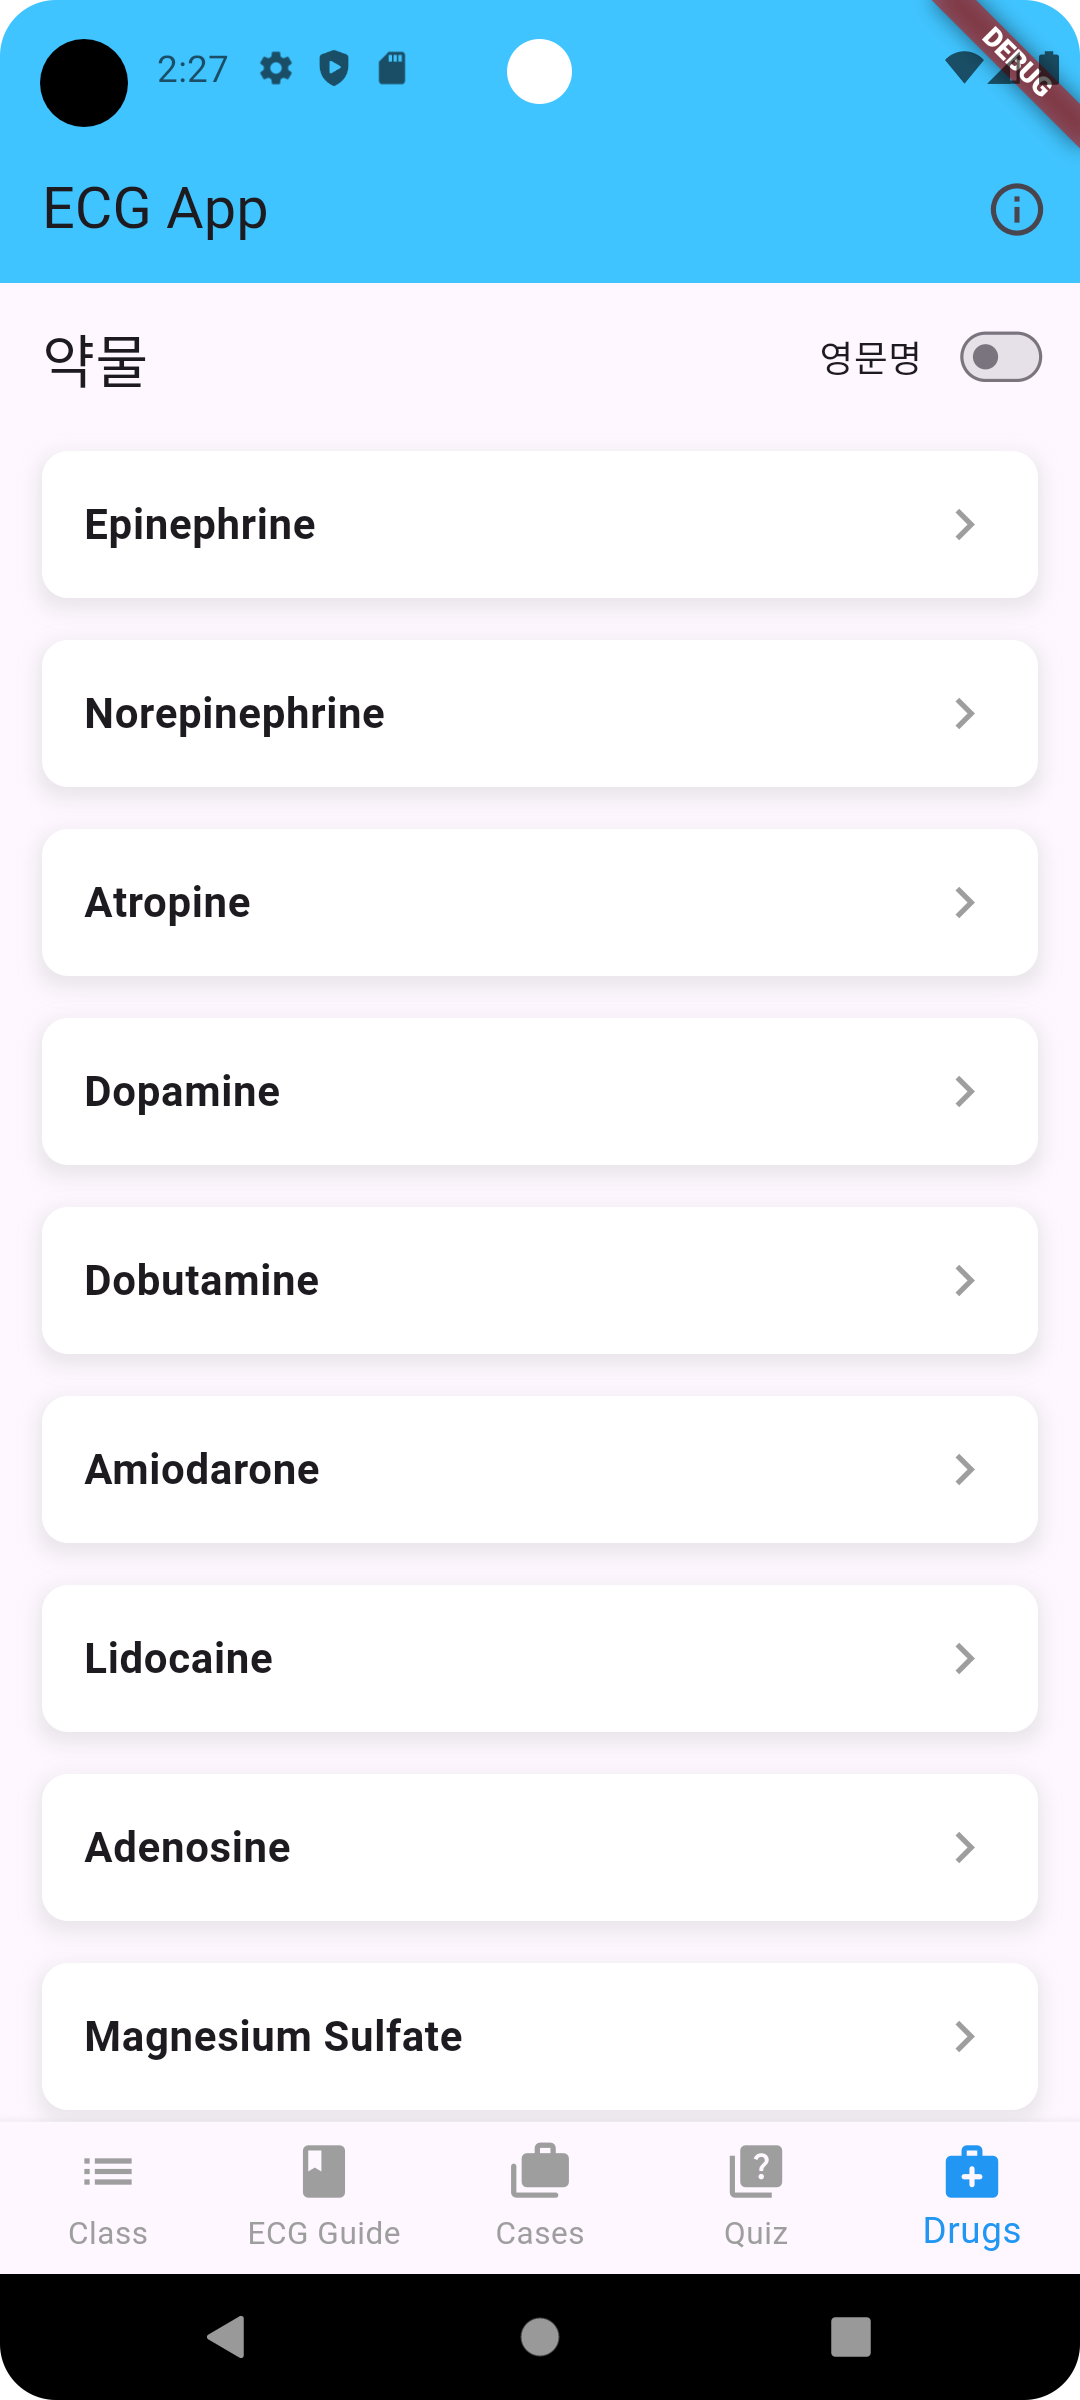 2:27
DEBUG
ECG App
약물
영문명
Epinephrine
Norepinephrine
Atropine
Dopamine
Dobutamine
Amiodarone
Lidocaine
Adenosine
Magnesium Sulfate
Class
ECG Guide
Cases
Quiz
Drugs